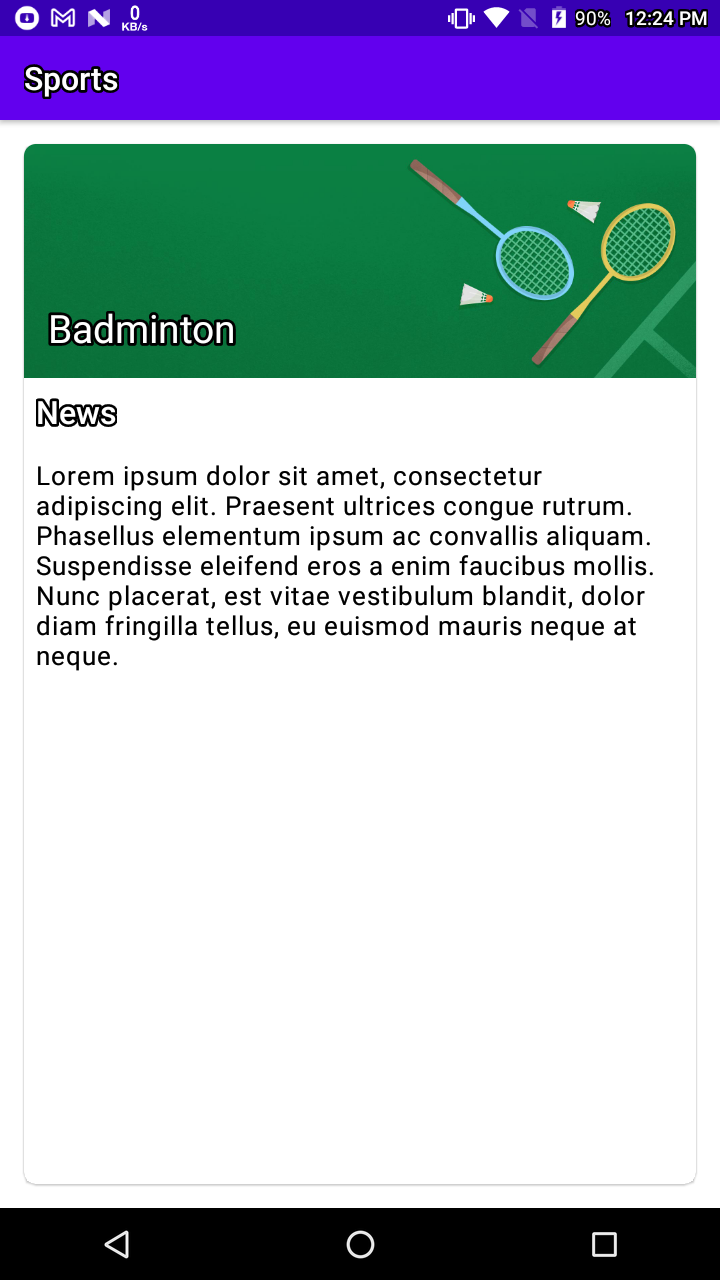 0
KB/s
90% 12:24 PM
Sports
Badminton
News
Lorem ipsum dolor sit amet, consectetur
adipiscing elit. Praesent ultrices congue rutrum.
Phasellus elementum ipsum ac convallis aliquam.
Suspendisse eleifend eros a enim faucibus mollis.
Nunc placerat, est vitae vestibulum blandit, dolor
diam fringilla tellus, eu euismod mauris neque at
neque.